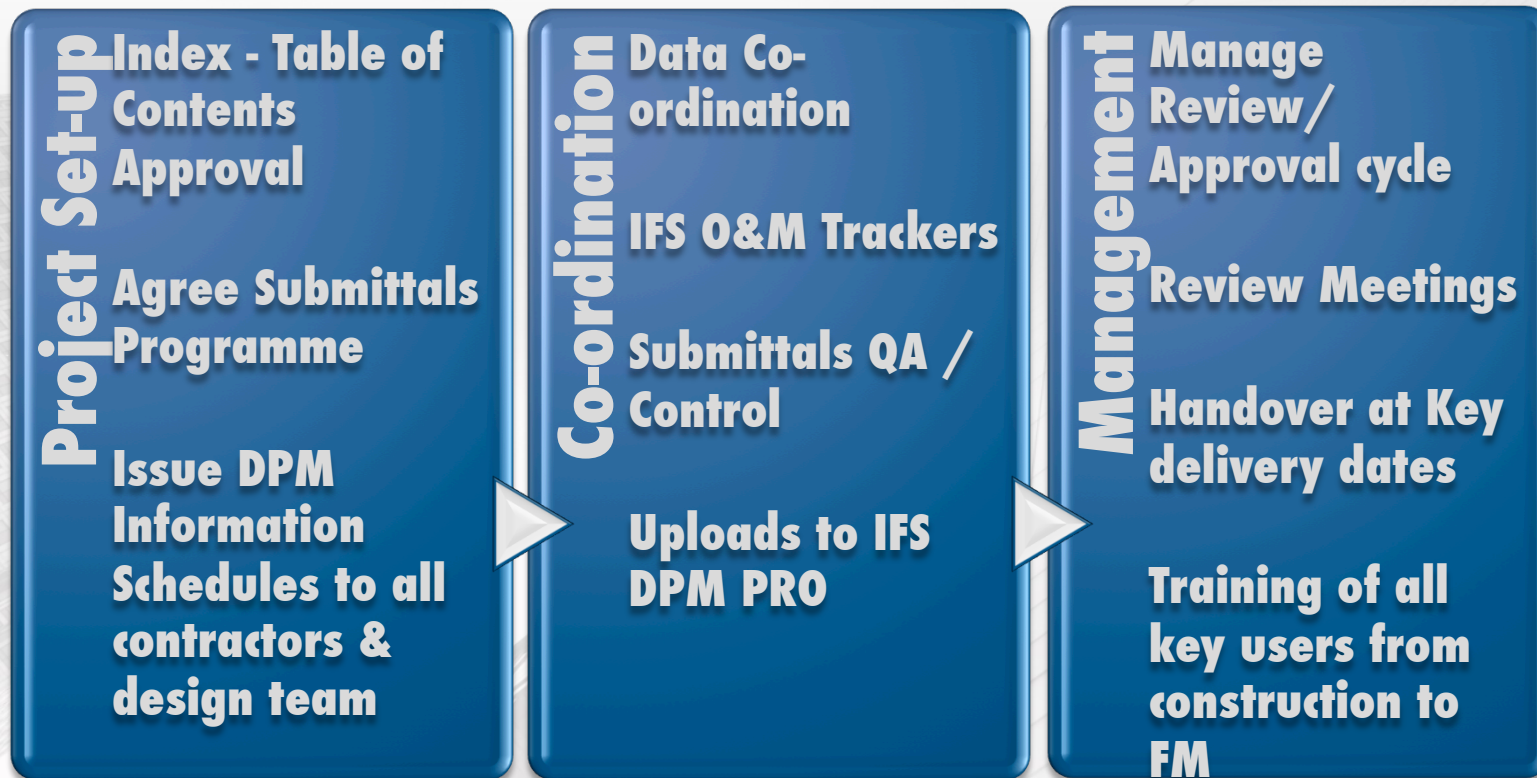 Project Set-up
Index - Table of
Contents
Approval
Agree Submittals
Programme
Issue DPM
Information
Schedules to all
contractors &
design team
Co-ordination
Data Co-
ordination
IFS O&M Trackers
Submittals QA /
Control
Uploads to IFS
DPM PRO
Management
Manage
Review/
Approval cycle
Review Meetings
Handover at Key
delivery dates
Training of all
key users from
construction to
FM